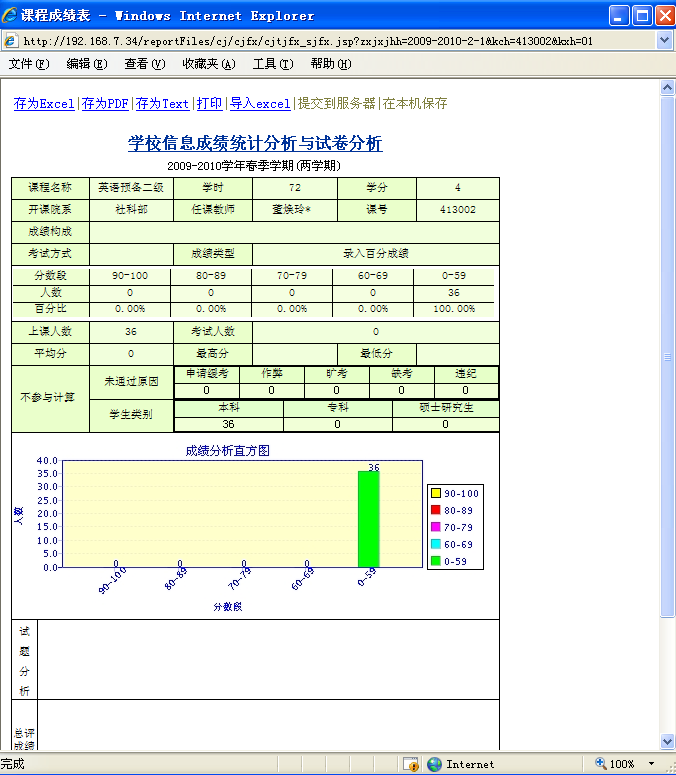 课程成绩表 - Windows Internet Explorer
http://192.168.7.34/reportFiles/cj/cjfx/cjtjfx_sjfx.jsp?zxjxjhh=2009-2010-2-1&kch=413002&kxh=01
文件(F) 编辑(E) 查看(V) 收藏夹(A) 工具(T) 帮助(H)
存为Excel|存为PDF|存为Text|打印|导入excel|提交到服务器|在本机保存
学校信息成绩统计分析与试卷分析
2009-2010学年春季学期(两学期)
课程名称 英语预备二级 学时 72 学分 4
开课院系 社科部 任课教师 董焕玲* 课号 413002
成绩构成
考试方式 成绩类型 录入百分成绩
分数段 90-100 80-89 70-79 60-69 0-59
人数 0 0 0 0 36
百分比 0.00% 0.00% 0.00% 0.00% 100.00%
上课人数 36 考试人数 0
平均分 0 最高分 最低分
不参与计算 未通过原因 申请缓考 作弊 旷考 缺考 违纪
0 0 0 0 0
学生类别 本科 专科 硕士研究生
36 0 0
成绩分析直方图
40.0
35.0
30.0
25.0
20.0
15.0
10.0
5.0
0.0
人数
0 0 0 0 36
90-100 80-89 70-79 60-69 0-59
分数段
90-100
80-89
70-79
60-69
0-59
试
题
分
析
总评
成绩
完成 Internet 100%